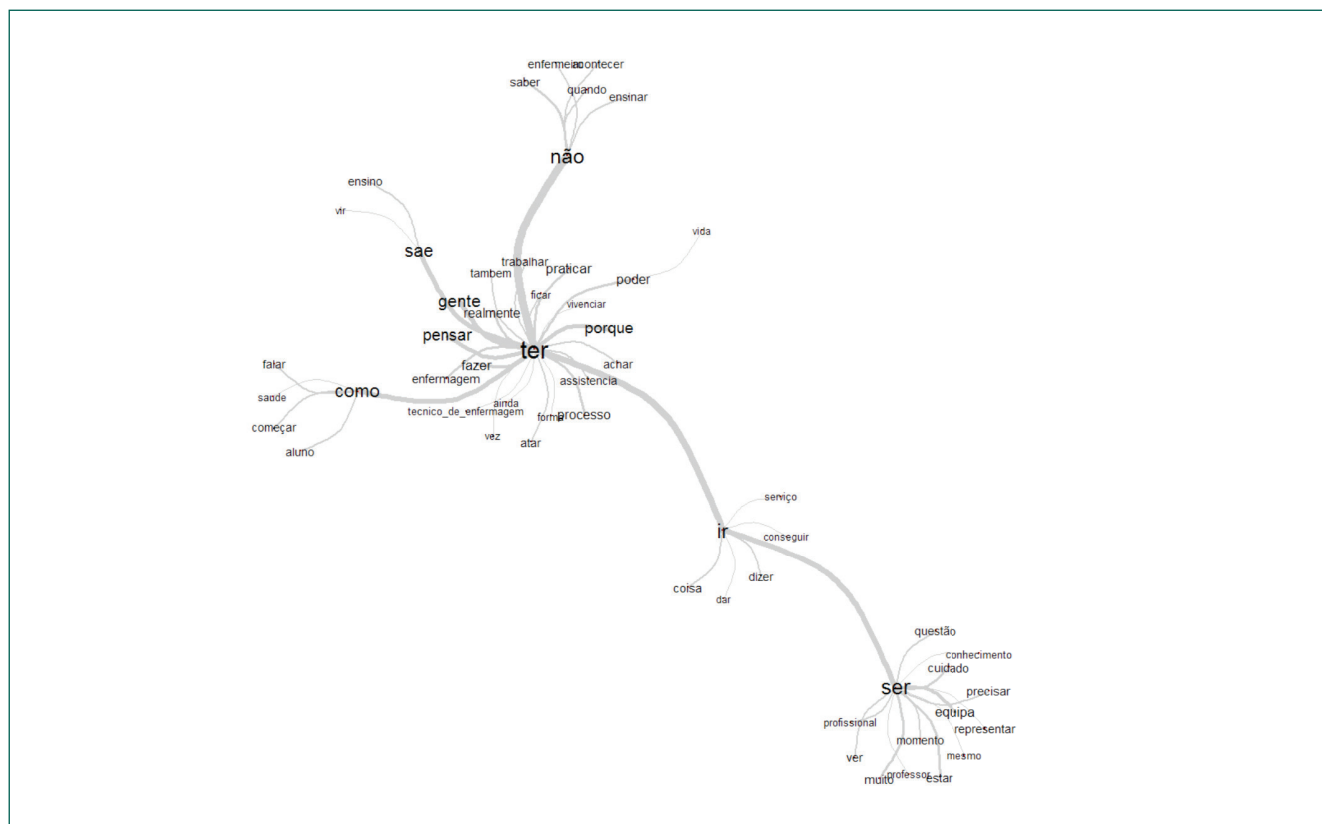 enfermeiro
acontecer
saber
quando
ensinar
não
ensino
vir
sae
vida
trabalhar
tambem
praticar
poder
ficar
gente
vivenciar
realmente
porque
pensar
ter
achar
fazer
enfermagem
assistencia
falar
saude
como
ainda
tecnico_de_enfermagem
forma
processo
começar
vez
atar
aluno
serviço
ir
conseguir
dizer
coisa
dar
questão
conhecimento
cuidado
ser
precisar
equipa
profissional
representar
momento
ver
mesmo
professor
muito
estar